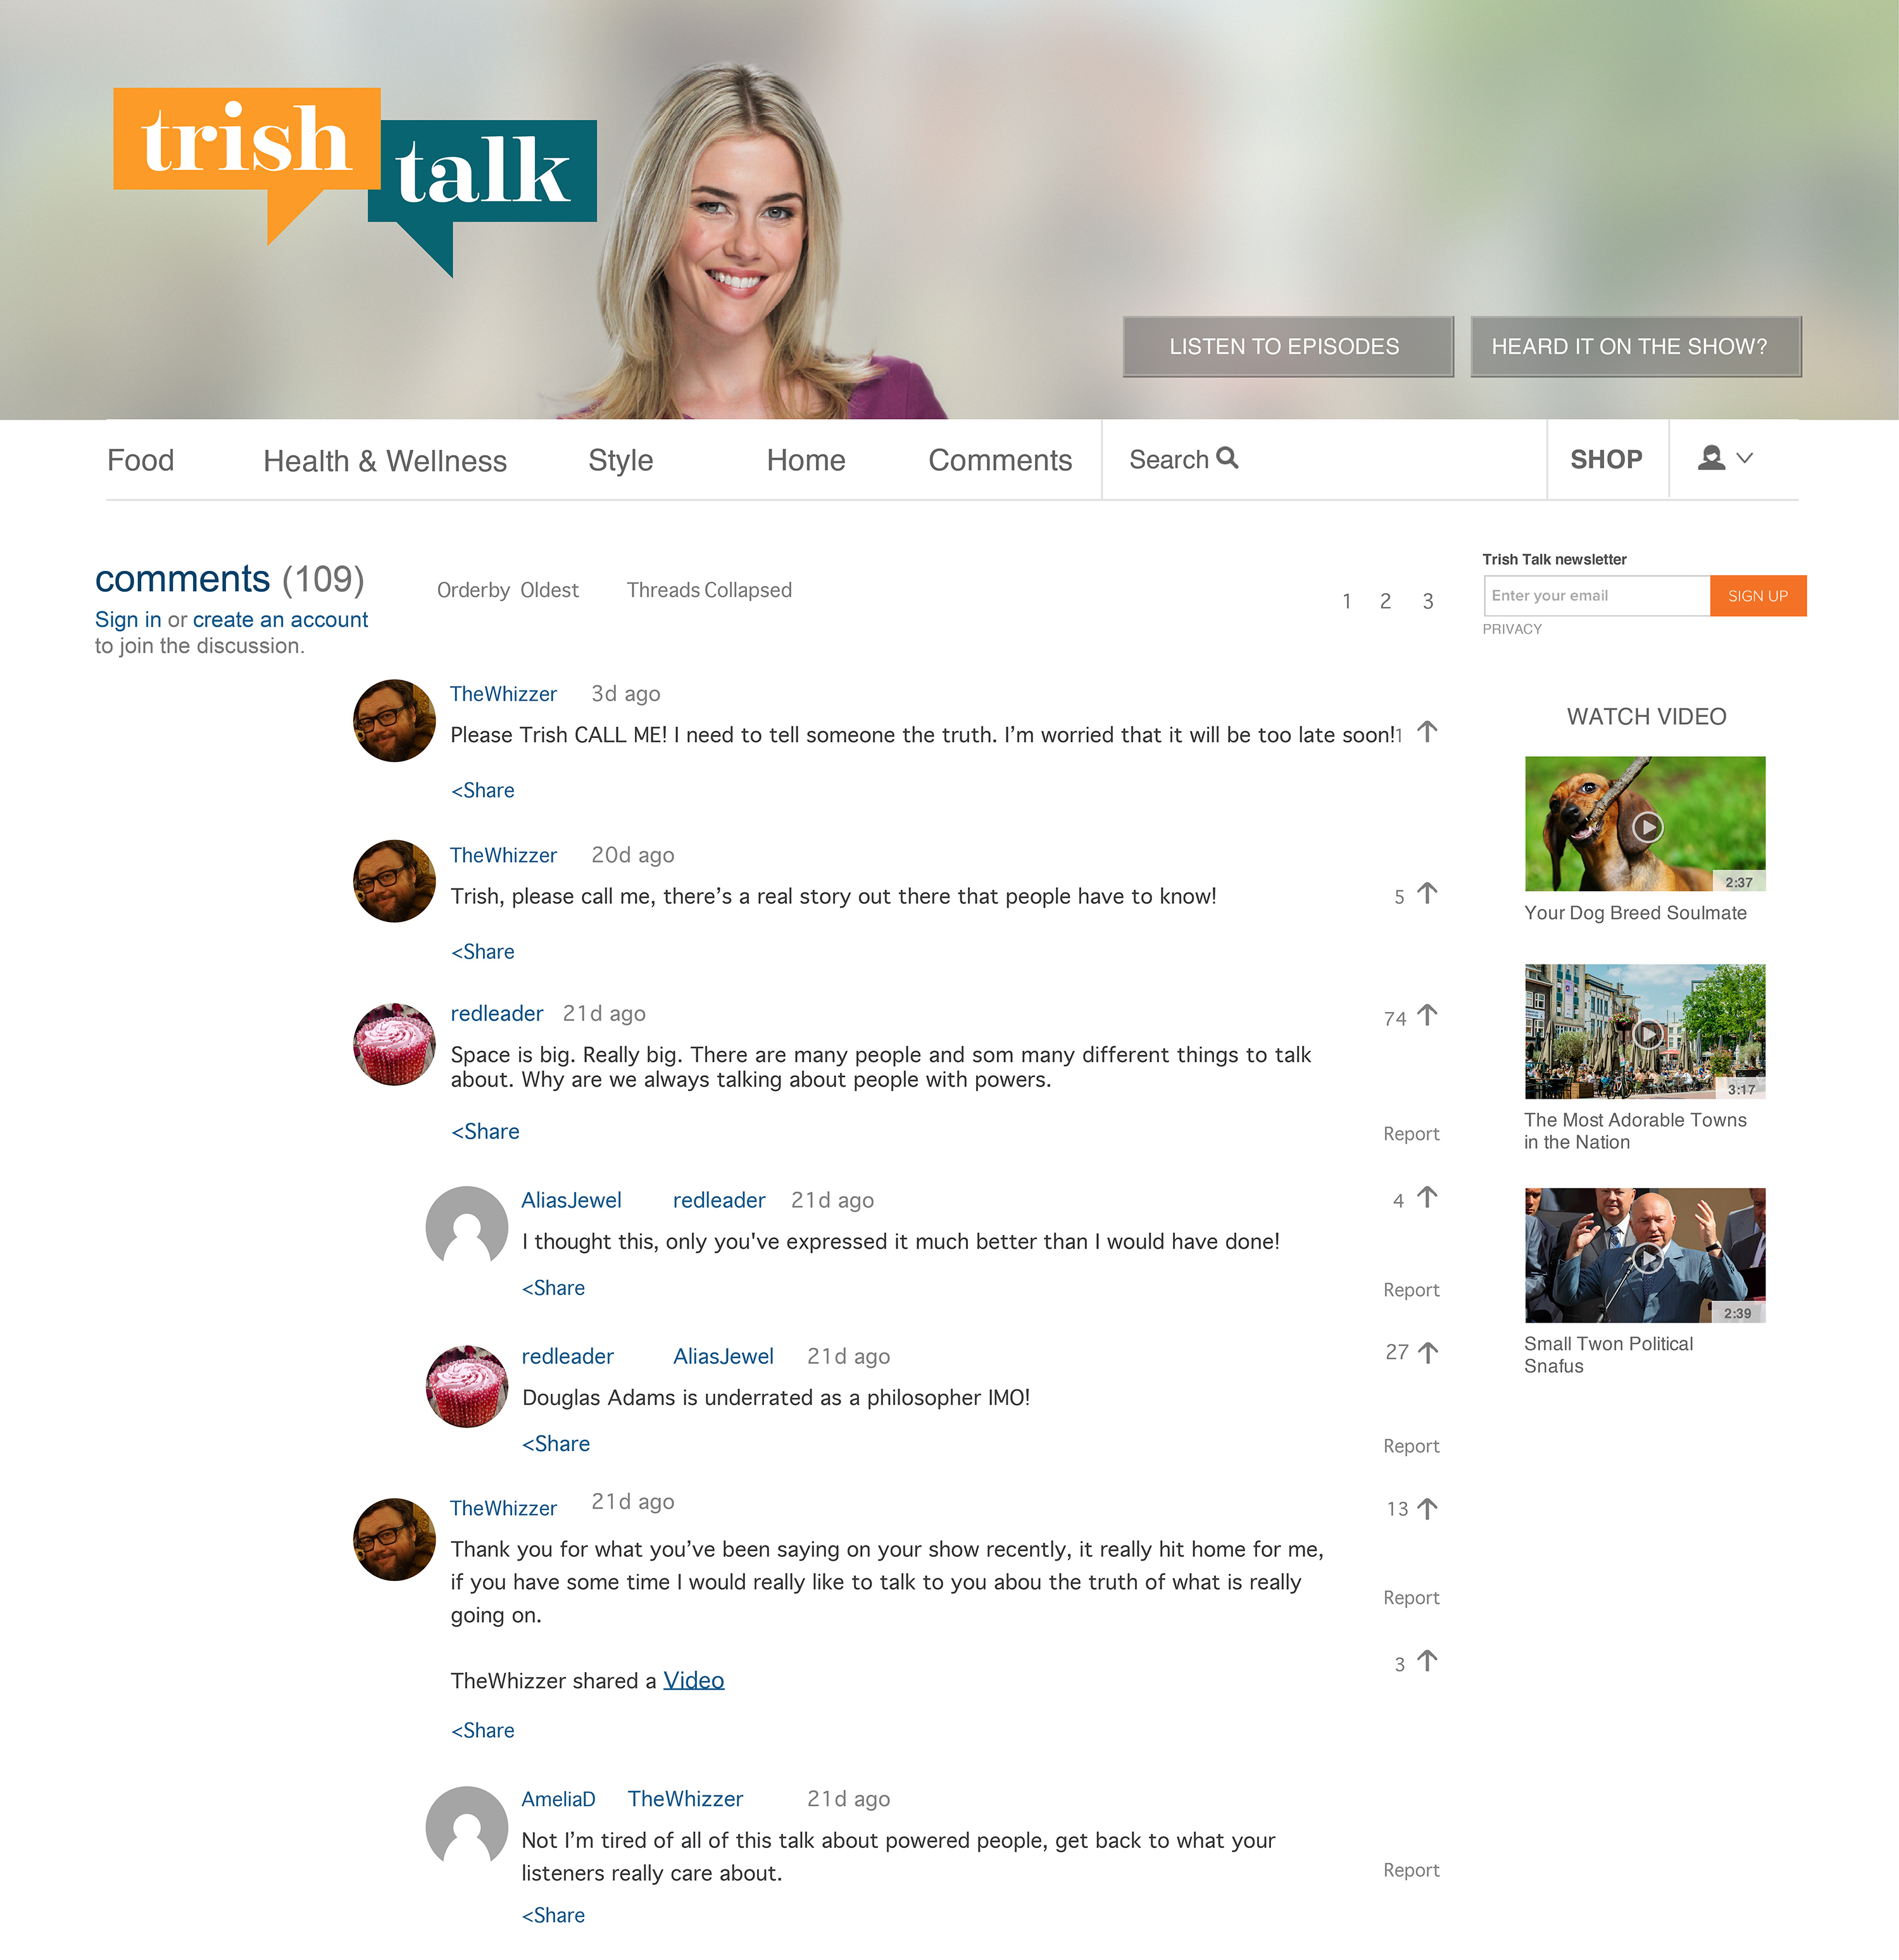 trish
talk
LISTEN TO EPISODES
HEARD IT ON THE SHOW?
Food
Health & Wellness
Style
Home
Comments
Search
SHOP
comments (109)
Sign in or create an account
to join the discussion.
Orderby Oldest
Threads Collapsed
1 2 3
Trish Talk newsletter
Enter your email
SIGN UP
PRIVACY
TheWhizzer 3d ago
Please Trish CALL ME! I need to tell someone the truth. I’m worried that it will be too late soon!
1
<Share
TheWhizzer 20d ago
Trish, please call me, there’s a real story out there that people have to know!
5
<Share
redleader 21d ago
74
Space is big. Really big. There are many people and som many different things to talk
about. Why are we always talking about people with powers.
<Share
Report
AliasJewel redleader 21d ago
4
I thought this, only you've expressed it much better than I would have done!
<Share
Report
redleader AliasJewel 21d ago
27
Douglas Adams is underrated as a philosopher IMO!
<Share
Report
TheWhizzer 21d ago
13
Thank you for what you’ve been saying on your show recently, it really hit home for me,
if you have some time I would really like to talk to you abou the truth of what is really
going on.
Report
3
TheWhizzer shared a Video
<Share
AmeliaD TheWhizzer 21d ago
Not I’m tired of all of this talk about powered people, get back to what your
listeners really care about.
Report
<Share
WATCH VIDEO
2:37
Your Dog Breed Soulmate
3:17
The Most Adorable Towns
in the Nation
2:39
Small Twon Political
Snafus